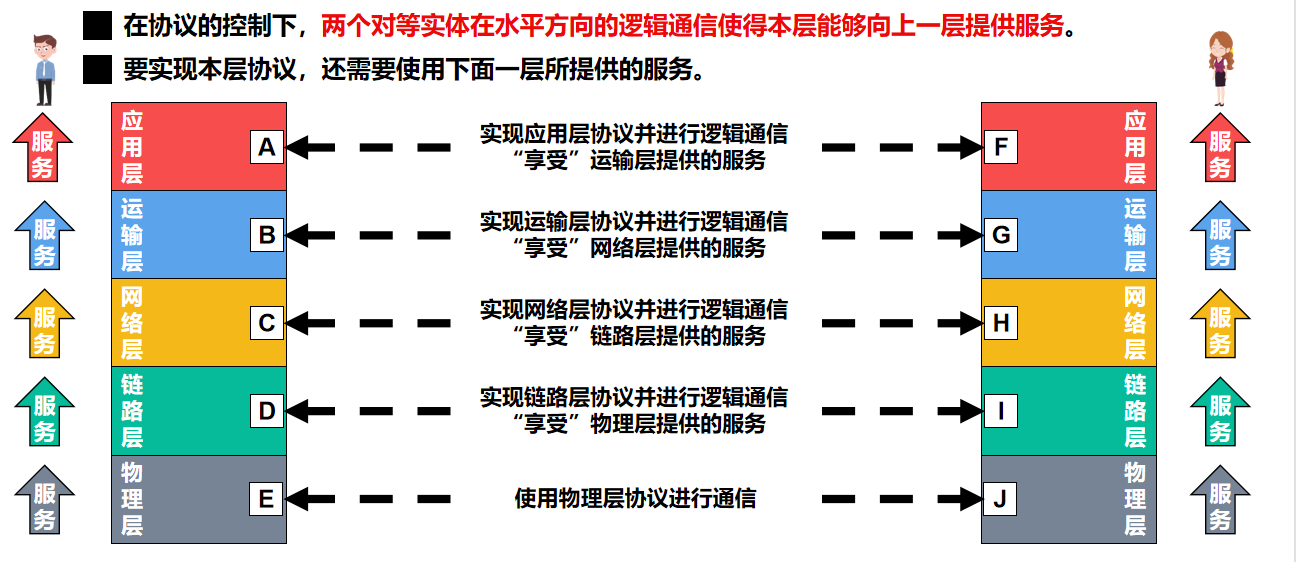 在协议的控制下，两个对等实体在水平方向的逻辑通信使得本层能够向上一层提供服务。
要实现本层协议，还需要使用下面一层所提供的服务。
服务
应用层
A
实现应用层协议并进行逻辑通信
“享受”运输层提供的服务
F
应用层
服务
服务
运输层
B
实现运输层协议并进行逻辑通信
“享受”网络层提供的服务
G
运输层
服务
服务
网络层
C
实现网络层协议并进行逻辑通信
“享受”链路层提供的服务
H
网络层
服务
服务
链路层
D
实现链路层协议并进行逻辑通信
“享受”物理层提供的服务
I
链路层
服务
服务
物理层
E
使用物理层协议进行通信
J
物理层
服务